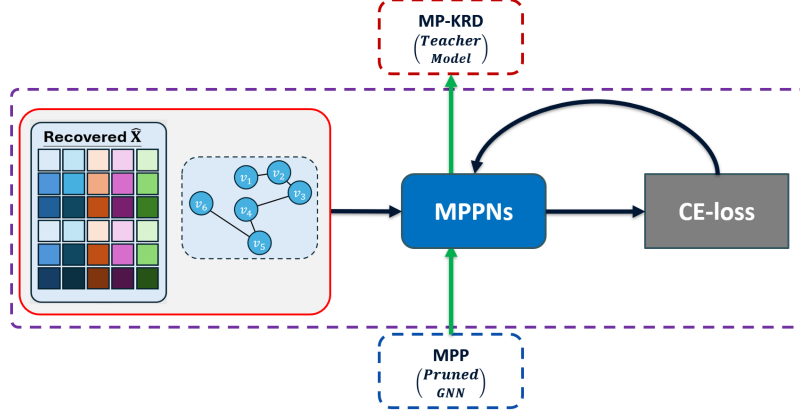 MP-KRD
(Teacher
Model)
Recovered X̂
v₁
v₂
v₃
v₄
v₅
v₆
MPPNs
CE-loss
MPP
(Pruned
GNN)